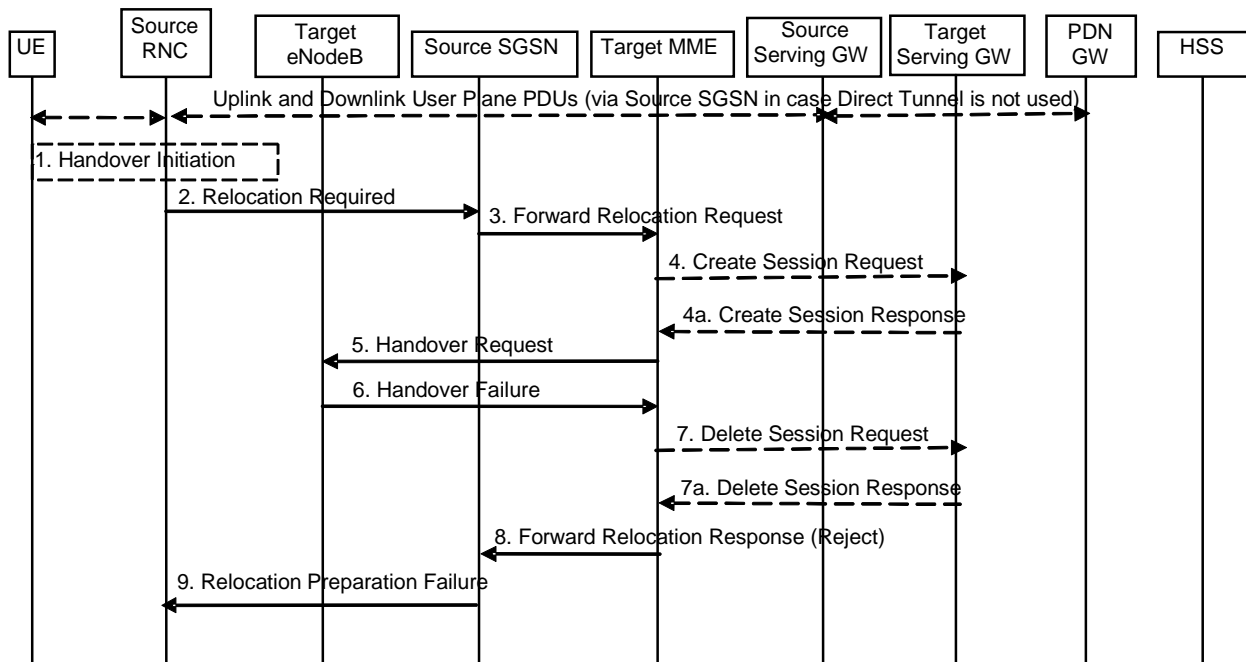 UE
Source
RNC
Target
eNodeB
Source SGSN
Target MME
Source
Serving GW
Target
Serving GW
PDN
GW
HSS
Uplink and Downlink User Plane PDUs (via Source SGSN in case Direct Tunnel is not used)
1. Handover Initiation
2. Relocation Required
3. Forward Relocation Request
4. Create Session Request
4a. Create Session Response
5. Handover Request
6. Handover Failure
7. Delete Session Request
7a. Delete Session Response
8. Forward Relocation Response (Reject)
9. Relocation Preparation Failure